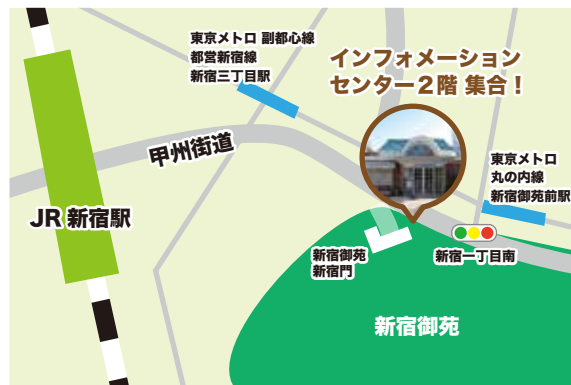 東京メトロ 副都心線
都営新宿線
新宿三丁目駅
インフォメーション
センター2階 集合！
甲州街道
東京メトロ
丸の内線
新宿御苑前駅
JR 新宿駅
新宿御苑
新宿門
新宿一丁目南
新宿御苑